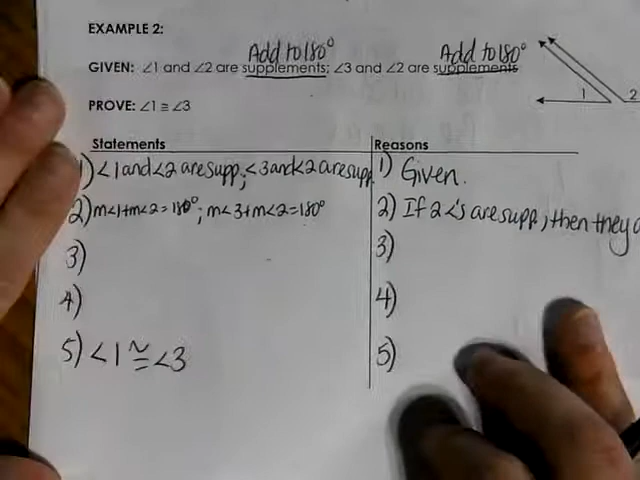 EXAMPLE 2:
Add to 180° Add to 180°
GIVEN: ∠1 and ∠2 are supplements; ∠3 and ∠2 are supplements
PROVE: ∠1 ≅ ∠3
1 2
Statements Reasons
1) <1 and <2 are supp; <3 and <2 are supp. 1) Given.
2) m<1+m<2=180°; m<3+m<2=180° 2) If 2 <'s are supp, then they
3) 3)
4) 4)
5) <1 ≅ <3 5)